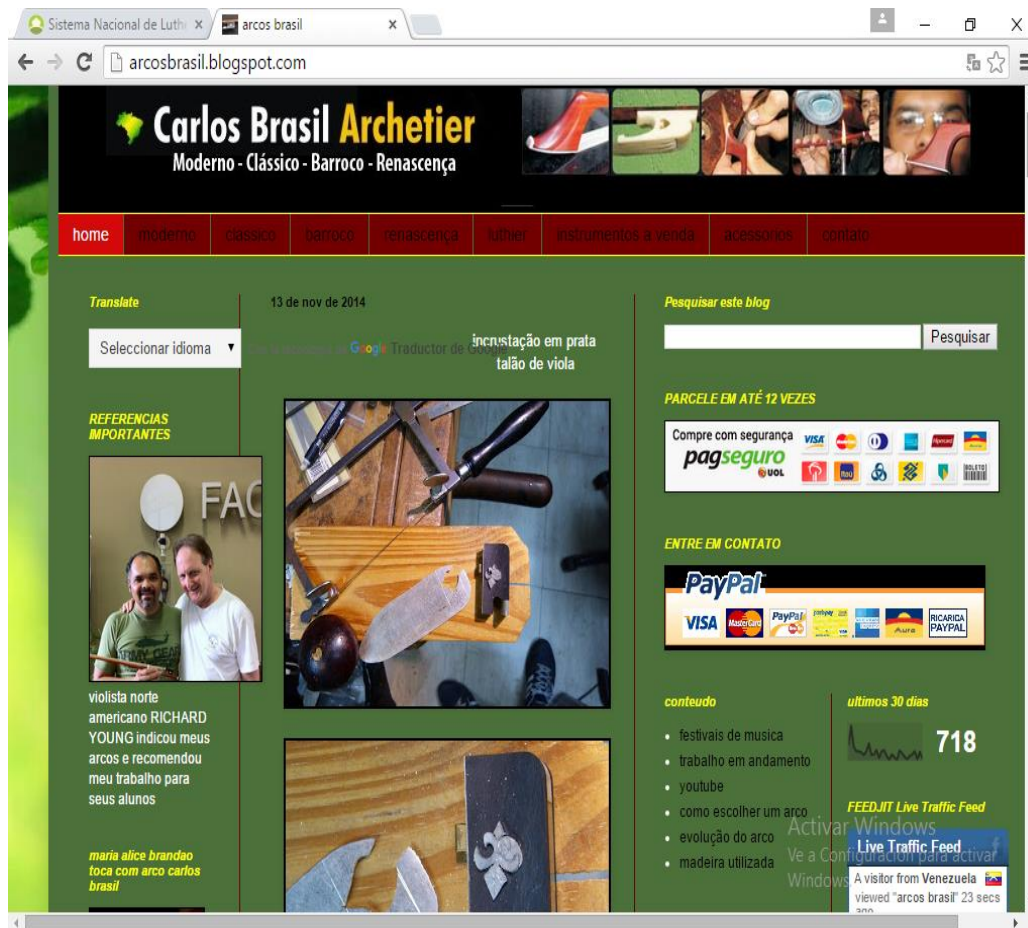 Sistema Nacional de Luth
arcos brasil
arcosbrasil.blogspot.com
Carlos Brasil Archetier
Moderno - Clássico - Barroco - Renascença
home moderno classico barroco renascença luthier instrumentos a venda acessorios contato
Translate
Seleccionar idioma
Google Traductor de Google
REFERENCIAS
IMPORTANTES
FAC
violista norte
americano RICHARD
YOUNG indicou meus
arcos e recomendou
meu trabalho para
seus alunos
maria alice brandao
toca com arco carlos
brasil
13 de nov de 2014
incrustação em prata
talão de viola
Pesquisar este blog
Pesquisar
PARCELE EM ATÉ 12 VEZES
Compre com segurança
pagseguro
UOL
VISA
Hipercard
Itaú
BOLETO
ENTRE EM CONTATO
PayPal
VISA MasterCard PayPal Aura RICARICA
PAYPAL
conteudo
festivais de musica
trabalho em andamento
youtube
como escolher um arco
evolução do arco
madeira utilizada
ultimos 30 dias
718
FEEDJIT Live Traffic Feed
Live Traffic Feed
A visitor from Venezuela
viewed "arcos brasil" 23 secs
ago
Activar Windows
Ve a Configuración para activar
Windows